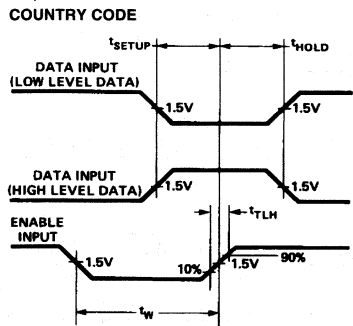 COUNTRY CODE
tSETUP
tHOLD
DATA INPUT
(LOW LEVEL DATA)
1.5V
1.5V
DATA INPUT
(HIGH LEVEL DATA)
1.5V
1.5V
ENABLE
INPUT
tTLH
1.5V
10%
1.5V
90%
tW